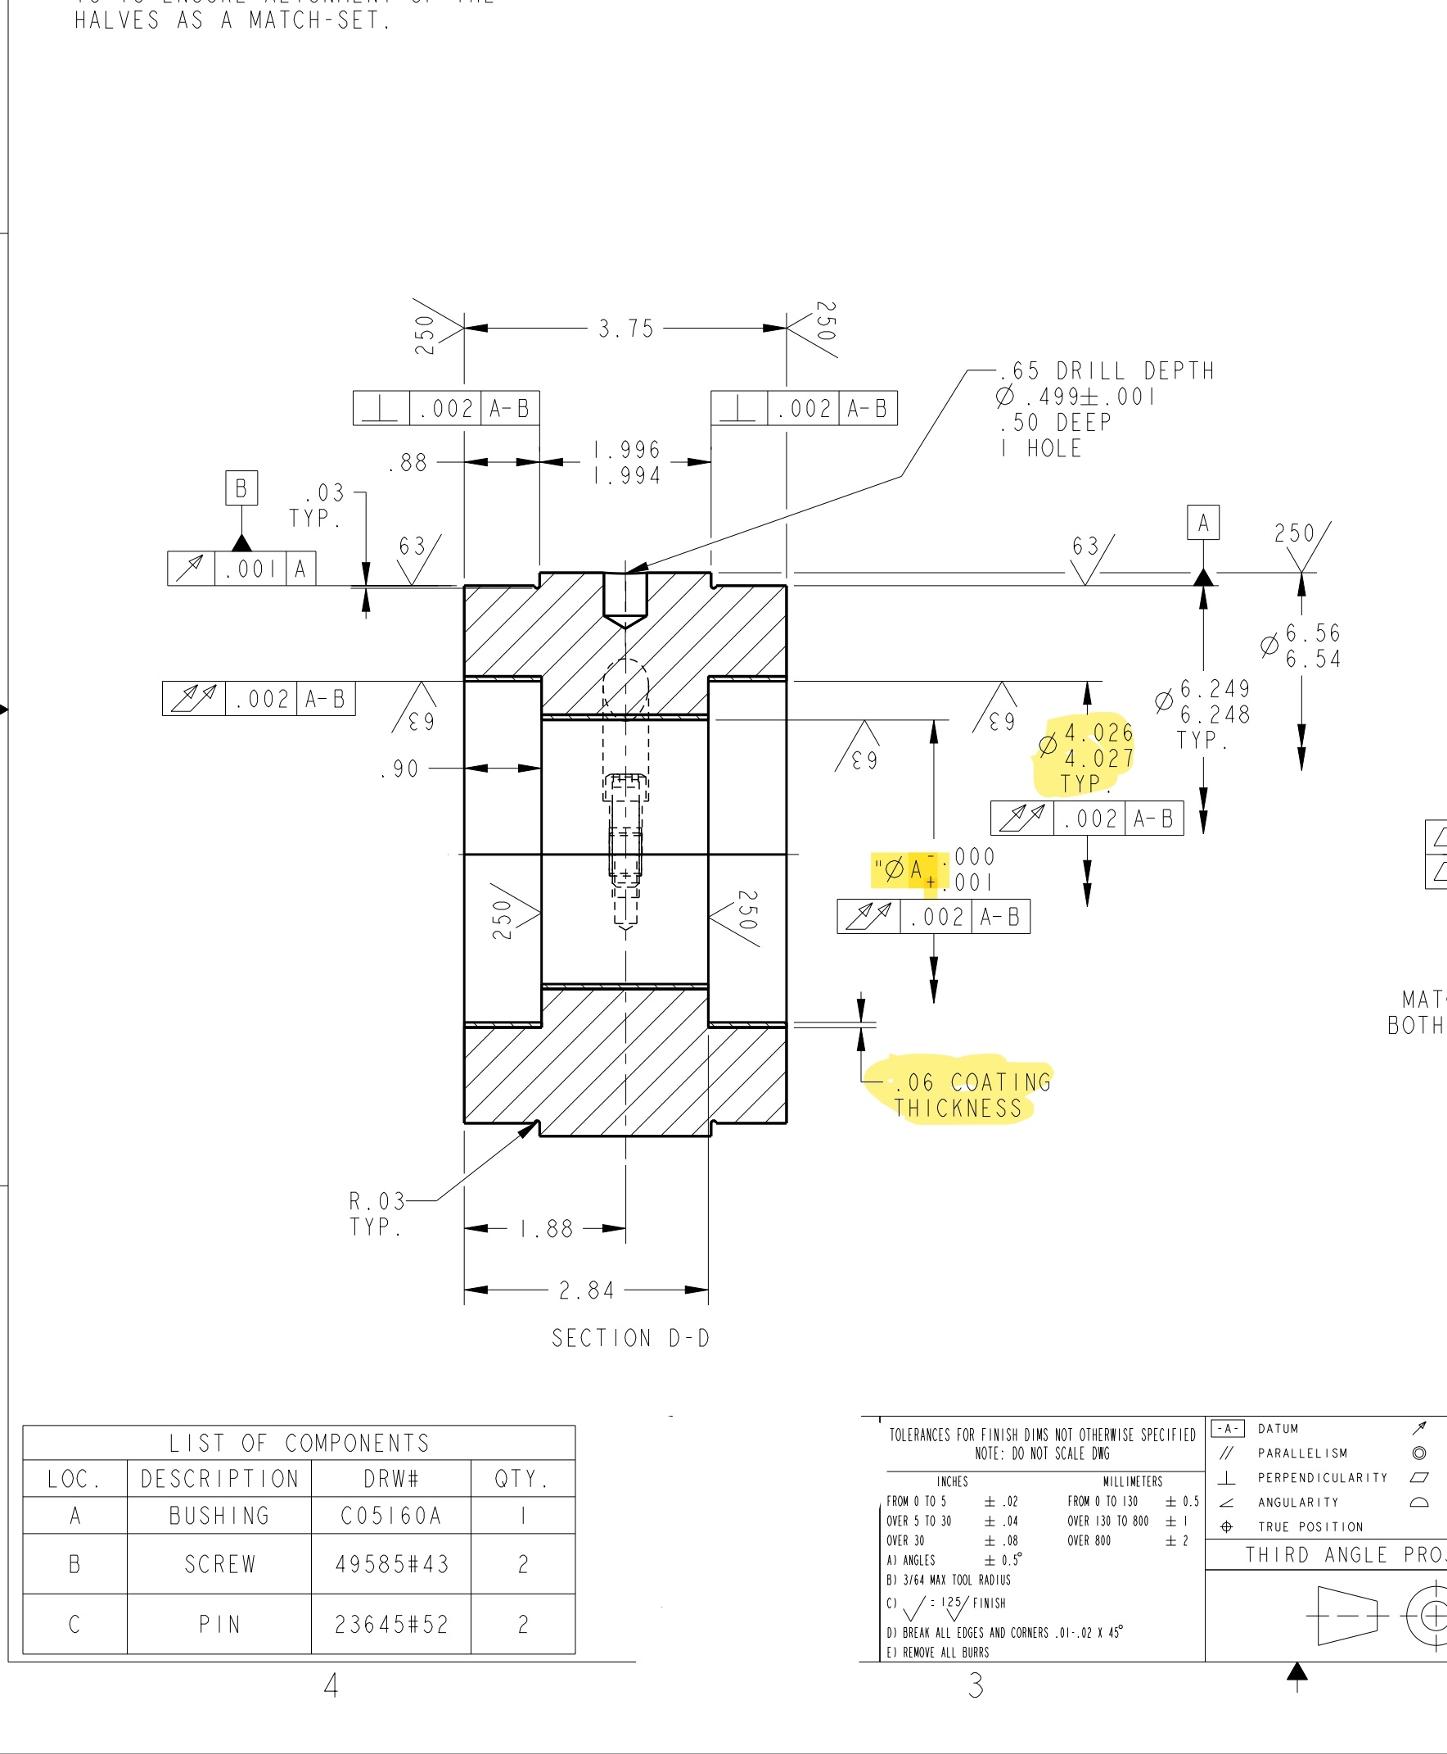 HALVES AS A MATCH-SET.
250
3.75
250
.65 DRILL DEPTH
Ø .499±.001
.50 DEEP
1 HOLE
⊥ .002 A-B
⊥ .002 A-B
.88
1.996
1.994
B
.03
TYP.
.001 A
63
63
A
250
Ø 6.56
6.54
.002 A-B
63
63
63
Ø 6.249
6.248
TYP.
Ø 4.026
4.027
TYP.
.90
.002 A-B
"Ø A - .000
+ .001
.002 A-B
250
250
MAT
BOTH
.06 COATING
THICKNESS
R.03
TYP.
1.88
2.84
SECTION D-D
LIST OF COMPONENTS
LOC. DESCRIPTION DRW# QTY.
A BUSHING C05160A 1
B SCREW 49585#43 2
C PIN 23645#52 2
TOLERANCES FOR FINISH DIMS NOT OTHERWISE SPECIFIED
NOTE: DO NOT SCALE DWG
INCHES MILLIMETERS
FROM 0 TO 5 ± .02 FROM 0 TO 130 ± 0.5
OVER 5 TO 30 ± .04 OVER 130 TO 800 ± 1
OVER 30 ± .08 OVER 800 ± 2
A) ANGLES ± 0.5°
B) 3/64 MAX TOOL RADIUS
C) √ = 125√ FINISH
D) BREAK ALL EDGES AND CORNERS .01-.02 X 45°
E) REMOVE ALL BURRS
-A- DATUM
// PARALLELISM
⊥ PERPENDICULARITY
∠ ANGULARITY
⌖ TRUE POSITION
THIRD ANGLE PRO
4
3